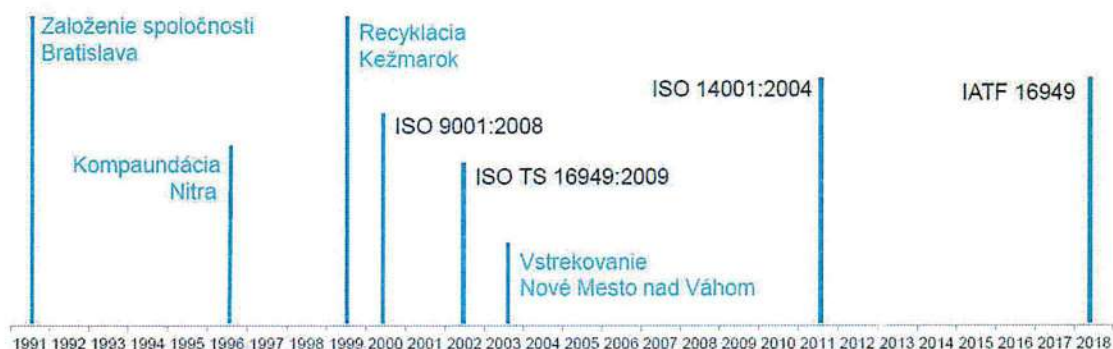 Založenie spoločnosti
Bratislava
Recyklácia
Kežmarok
ISO 14001:2004
IATF 16949
ISO 9001:2008
Kompaundácia
Nitra
ISO TS 16949:2009
Vstrekovanie
Nové Mesto nad Váhom
1991 1992 1993 1994 1995 1996 1997 1998 1999 2000 2001 2002 2003 2004 2005 2006 2007 2008 2009 2010 2011 2012 2013 2014 2015 2016 2017 2018